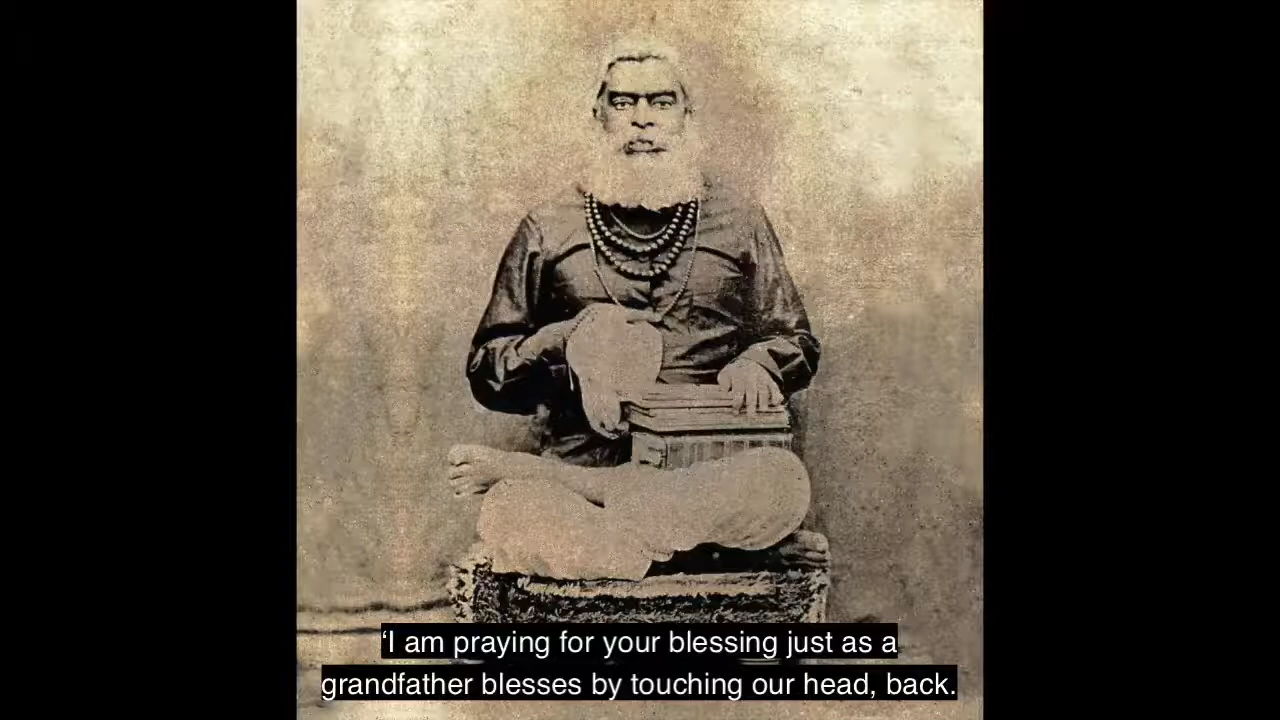 ‘I am praying for your blessing just as a
grandfather blesses by touching our head, back.